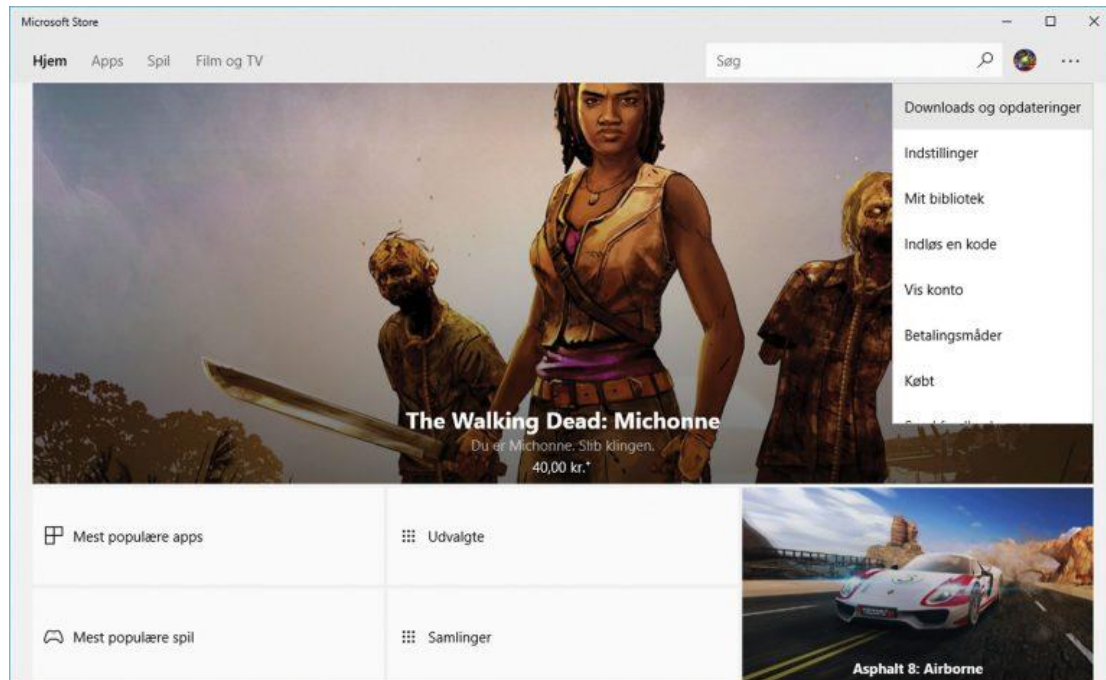 Microsoft Store
Hjem Apps Spil Film og TV Søg
Downloads og opdateringer
Indstillinger
Mit bibliotek
Indløs en kode
Vis konto
Betalingsmåder
Købt
The Walking Dead: Michonne
Du er Michonne. Slib klingen.
40,00 kr.*
Mest populære apps
Udvalgte
Mest populære spil
Samlinger
Asphalt 8: Airborne